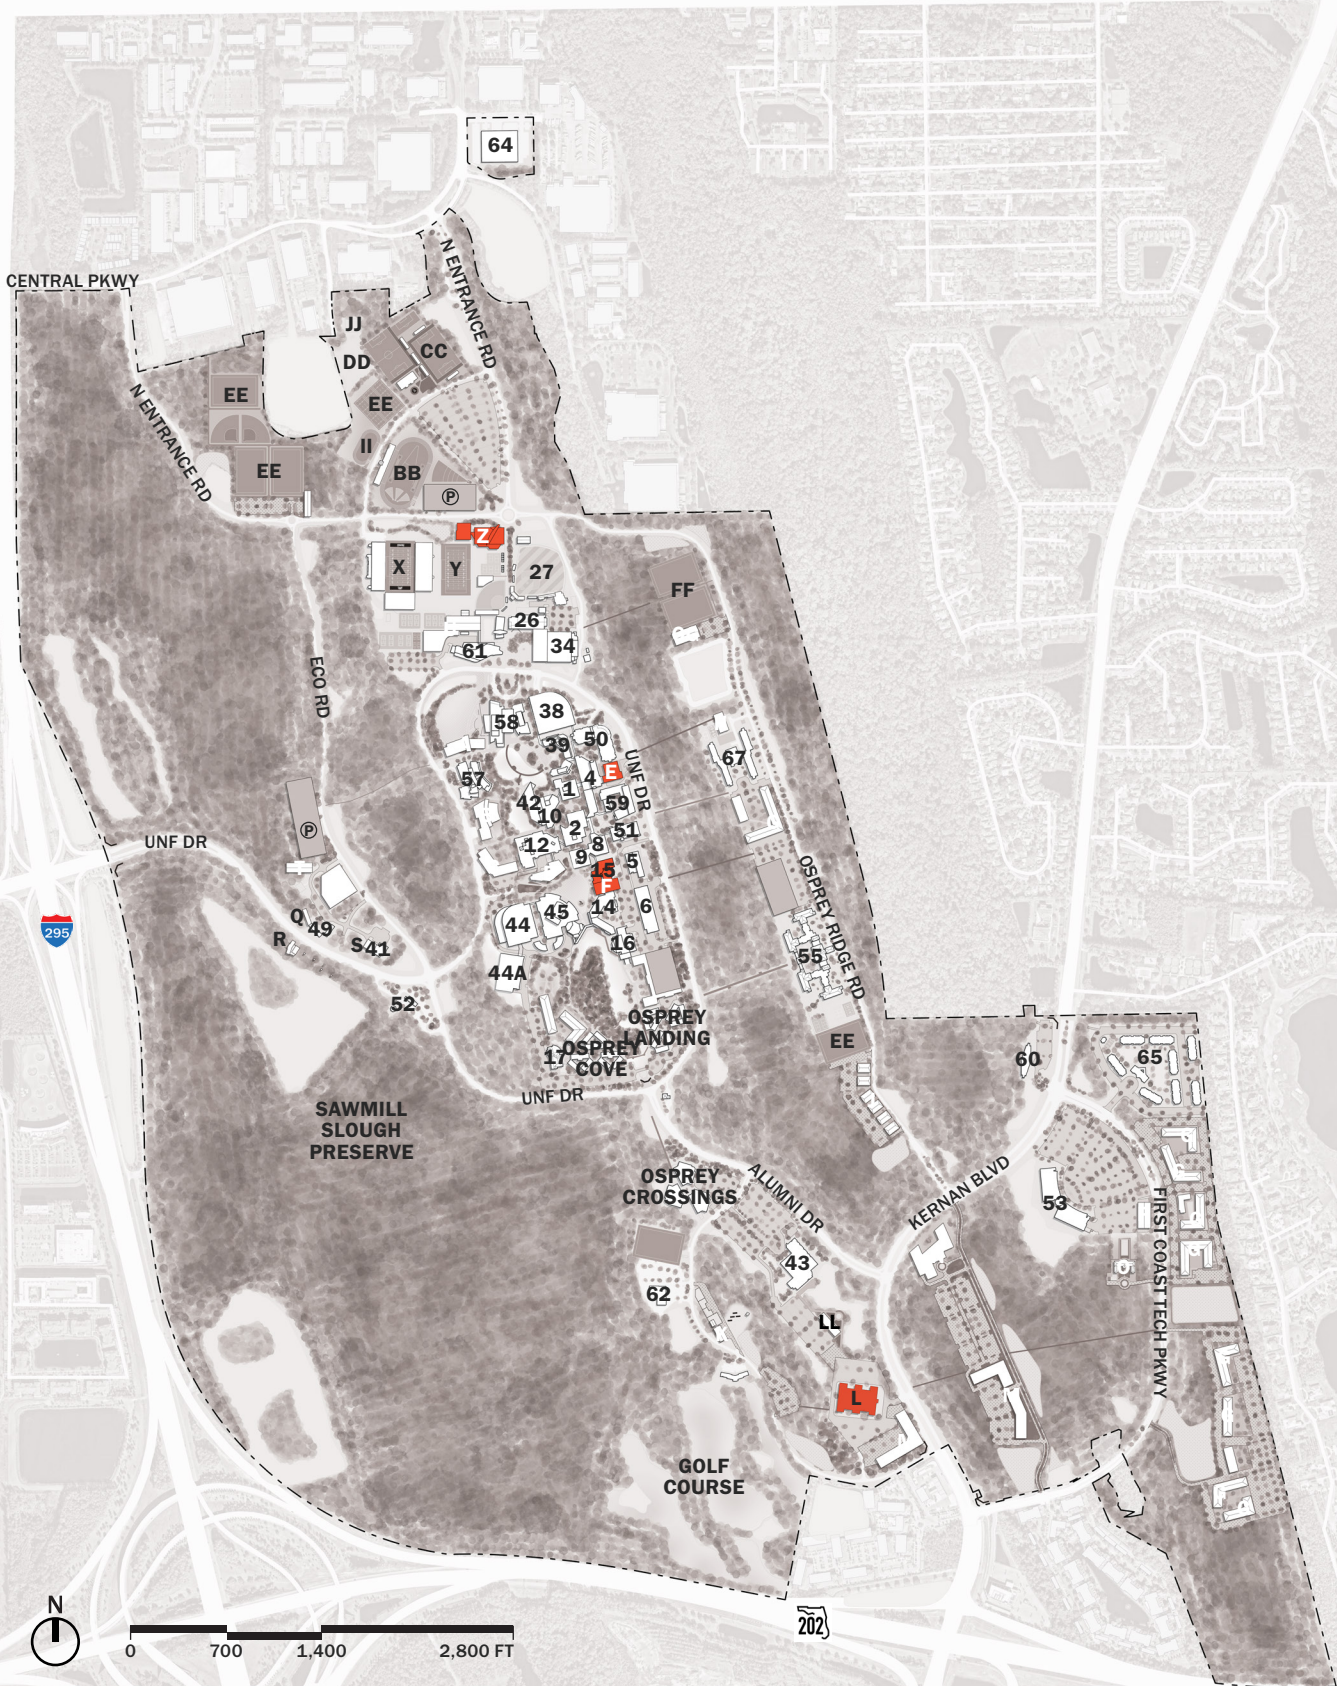 64
CENTRAL PKWY
N ENTRANCE RD
JJ
CC
DD
EE
N ENTRANCE RD
EE
II
BB
EE
P
Z
X
Y
27
FF
26
34
61
ECO RD
38
58
50
39
67
UNF DR
E
57
4
1
42
59
10
2
51
P
UNF DR
12
8
9
5
15
F
OSPREY RIDGE RD
14
6
45
Q
44
49
R
S
41
16
295
55
44A
52
OSPREY
LANDING
EE
17
OSPREY
COVE
60
65
UNF DR
SAWMILL
SLOUGH
PRESERVE
OSPREY
CROSSINGS
ALUMNI DR
KERNAN BLVD
53
FIRST COAST TECH PKWY
43
62
LL
L
GOLF
COURSE
N
202
0
700
1,400
2,800 FT